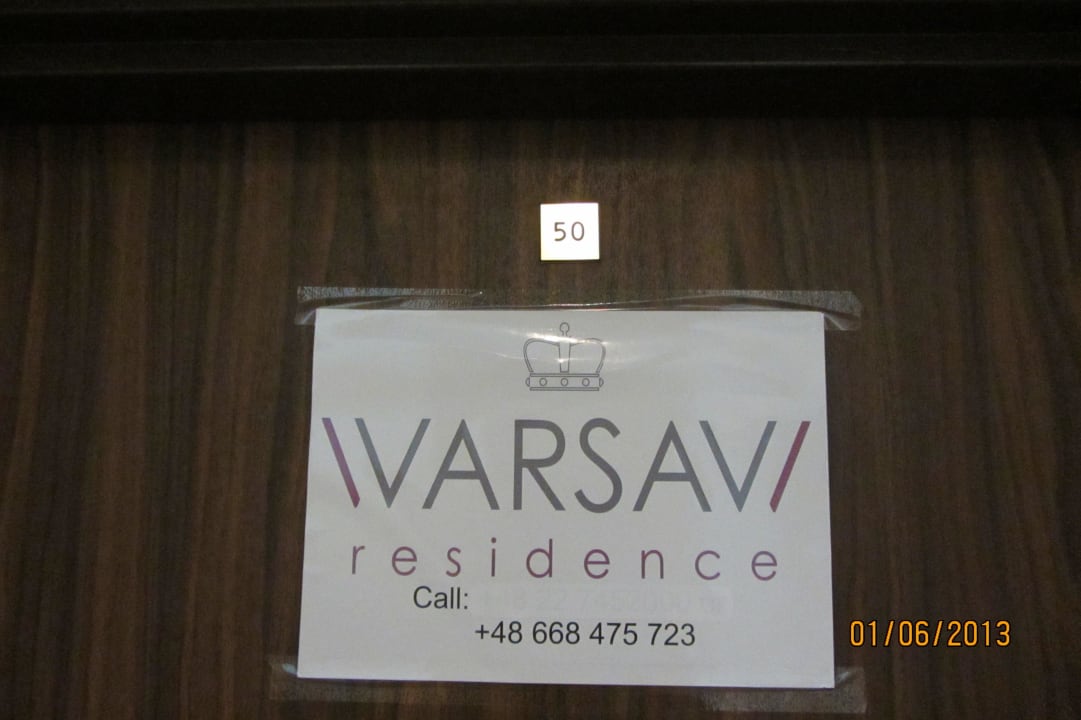 50
WARSAW
residence
Call:
+48 668 475 723
01/06/2013